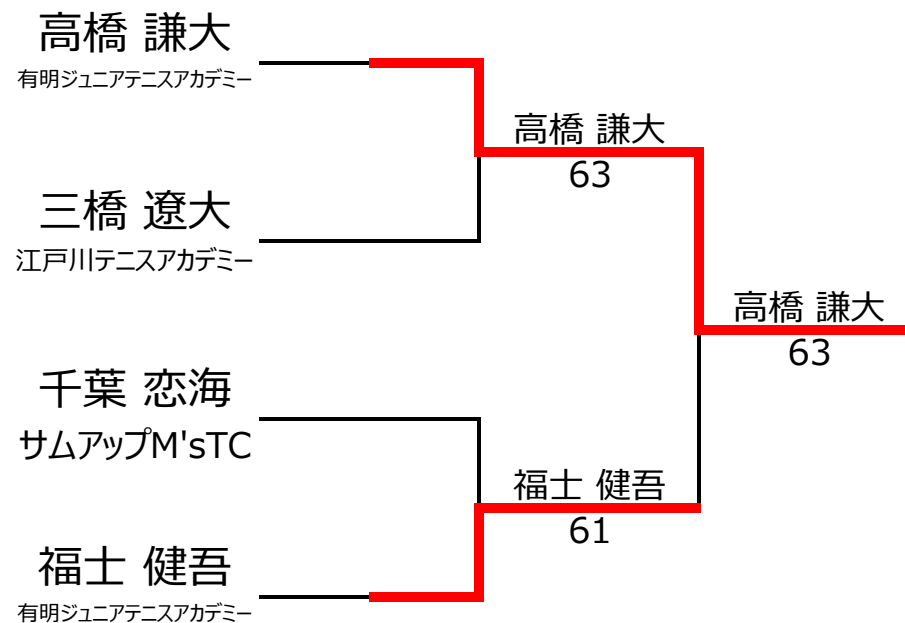 高橋 謙大
有明ジュニアテニスアカデミー
高橋 謙大
63
三橋 遼大
江戸川テニスアカデミー
高橋 謙大
63
千葉 恋海
サムアップM'sTC
福士 健吾
61
福士 健吾
有明ジュニアテニスアカデミー